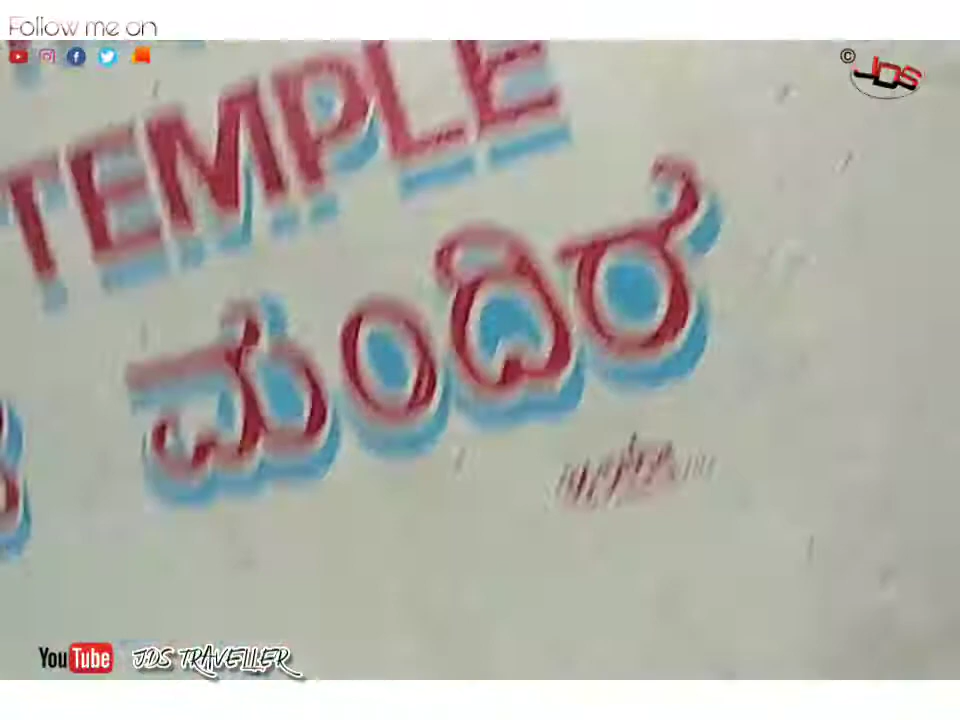 Follow me on
© JDS
TEMPLE
ಮಂದಿರ
YouTube JDS TRAVELLER